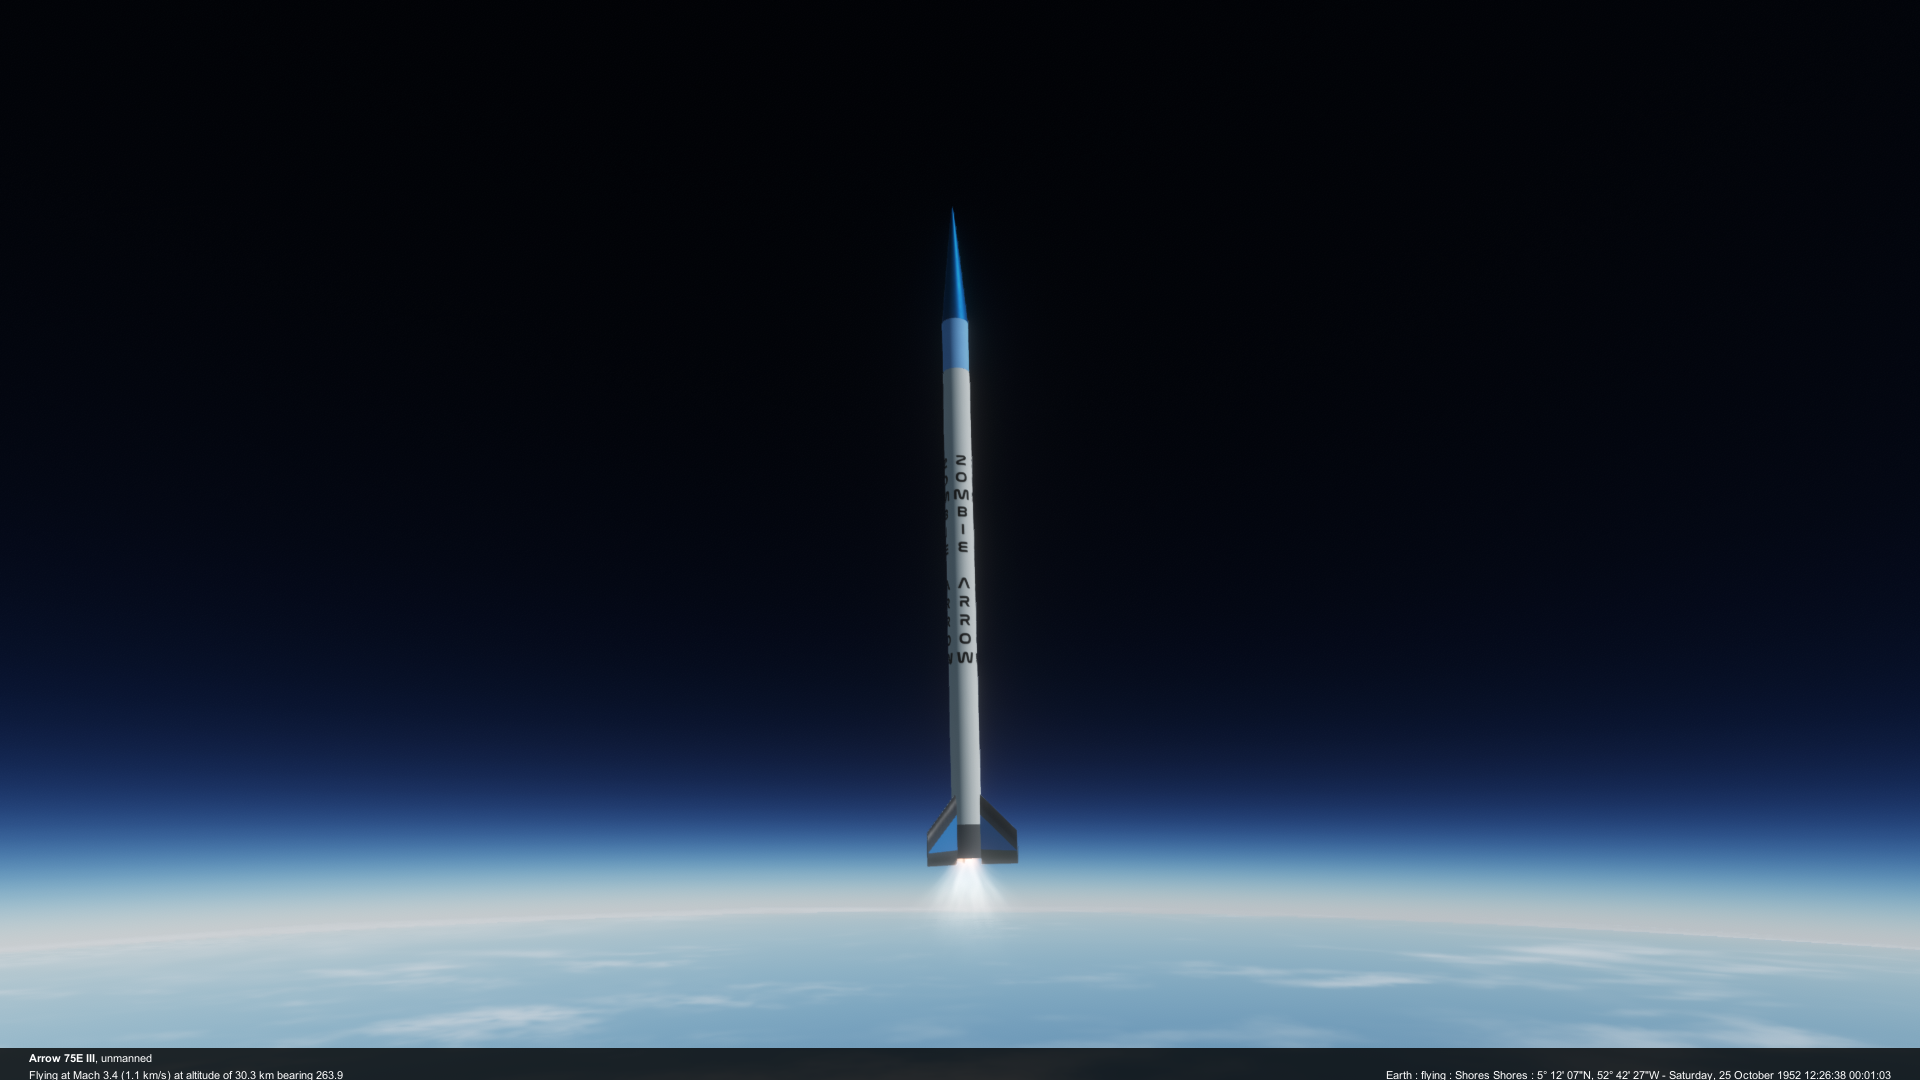 ZOMBIE ARROW
Arrow 75E III, unmanned
Flying at Mach 3.4 (1.1 km/s) at altitude of 30.3 km bearing 263.9
Earth : flying : Shores Shores : 5° 12' 07"N, 52° 42' 27"W - Saturday, 25 October 1952 12:26:38 00:01:03